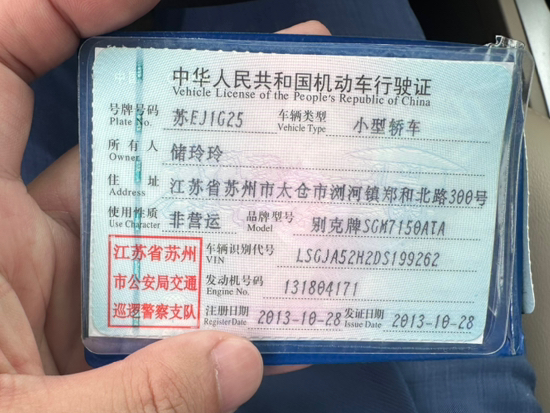 中华人民共和国机动车行驶证
Vehicle License of the People's Republic of China
号牌号码 苏EJ1G25 车辆类型 小型轿车
Plate No. Vehicle Type
所有人 储玲玲
Owner
住址 江苏省苏州市太仓市浏河镇郑和北路300号
Address
使用性质 非营运 品牌型号 别克牌SGM7150ATA
Use Character Model
江苏省苏州
市公安局交通
巡逻警察支队
车辆识别代号 LSGJA52H2DS199262
VIN
发动机号码 131804171
Engine No.
注册日期 2013-10-28 发证日期 2013-10-28
Register Date Issue Date